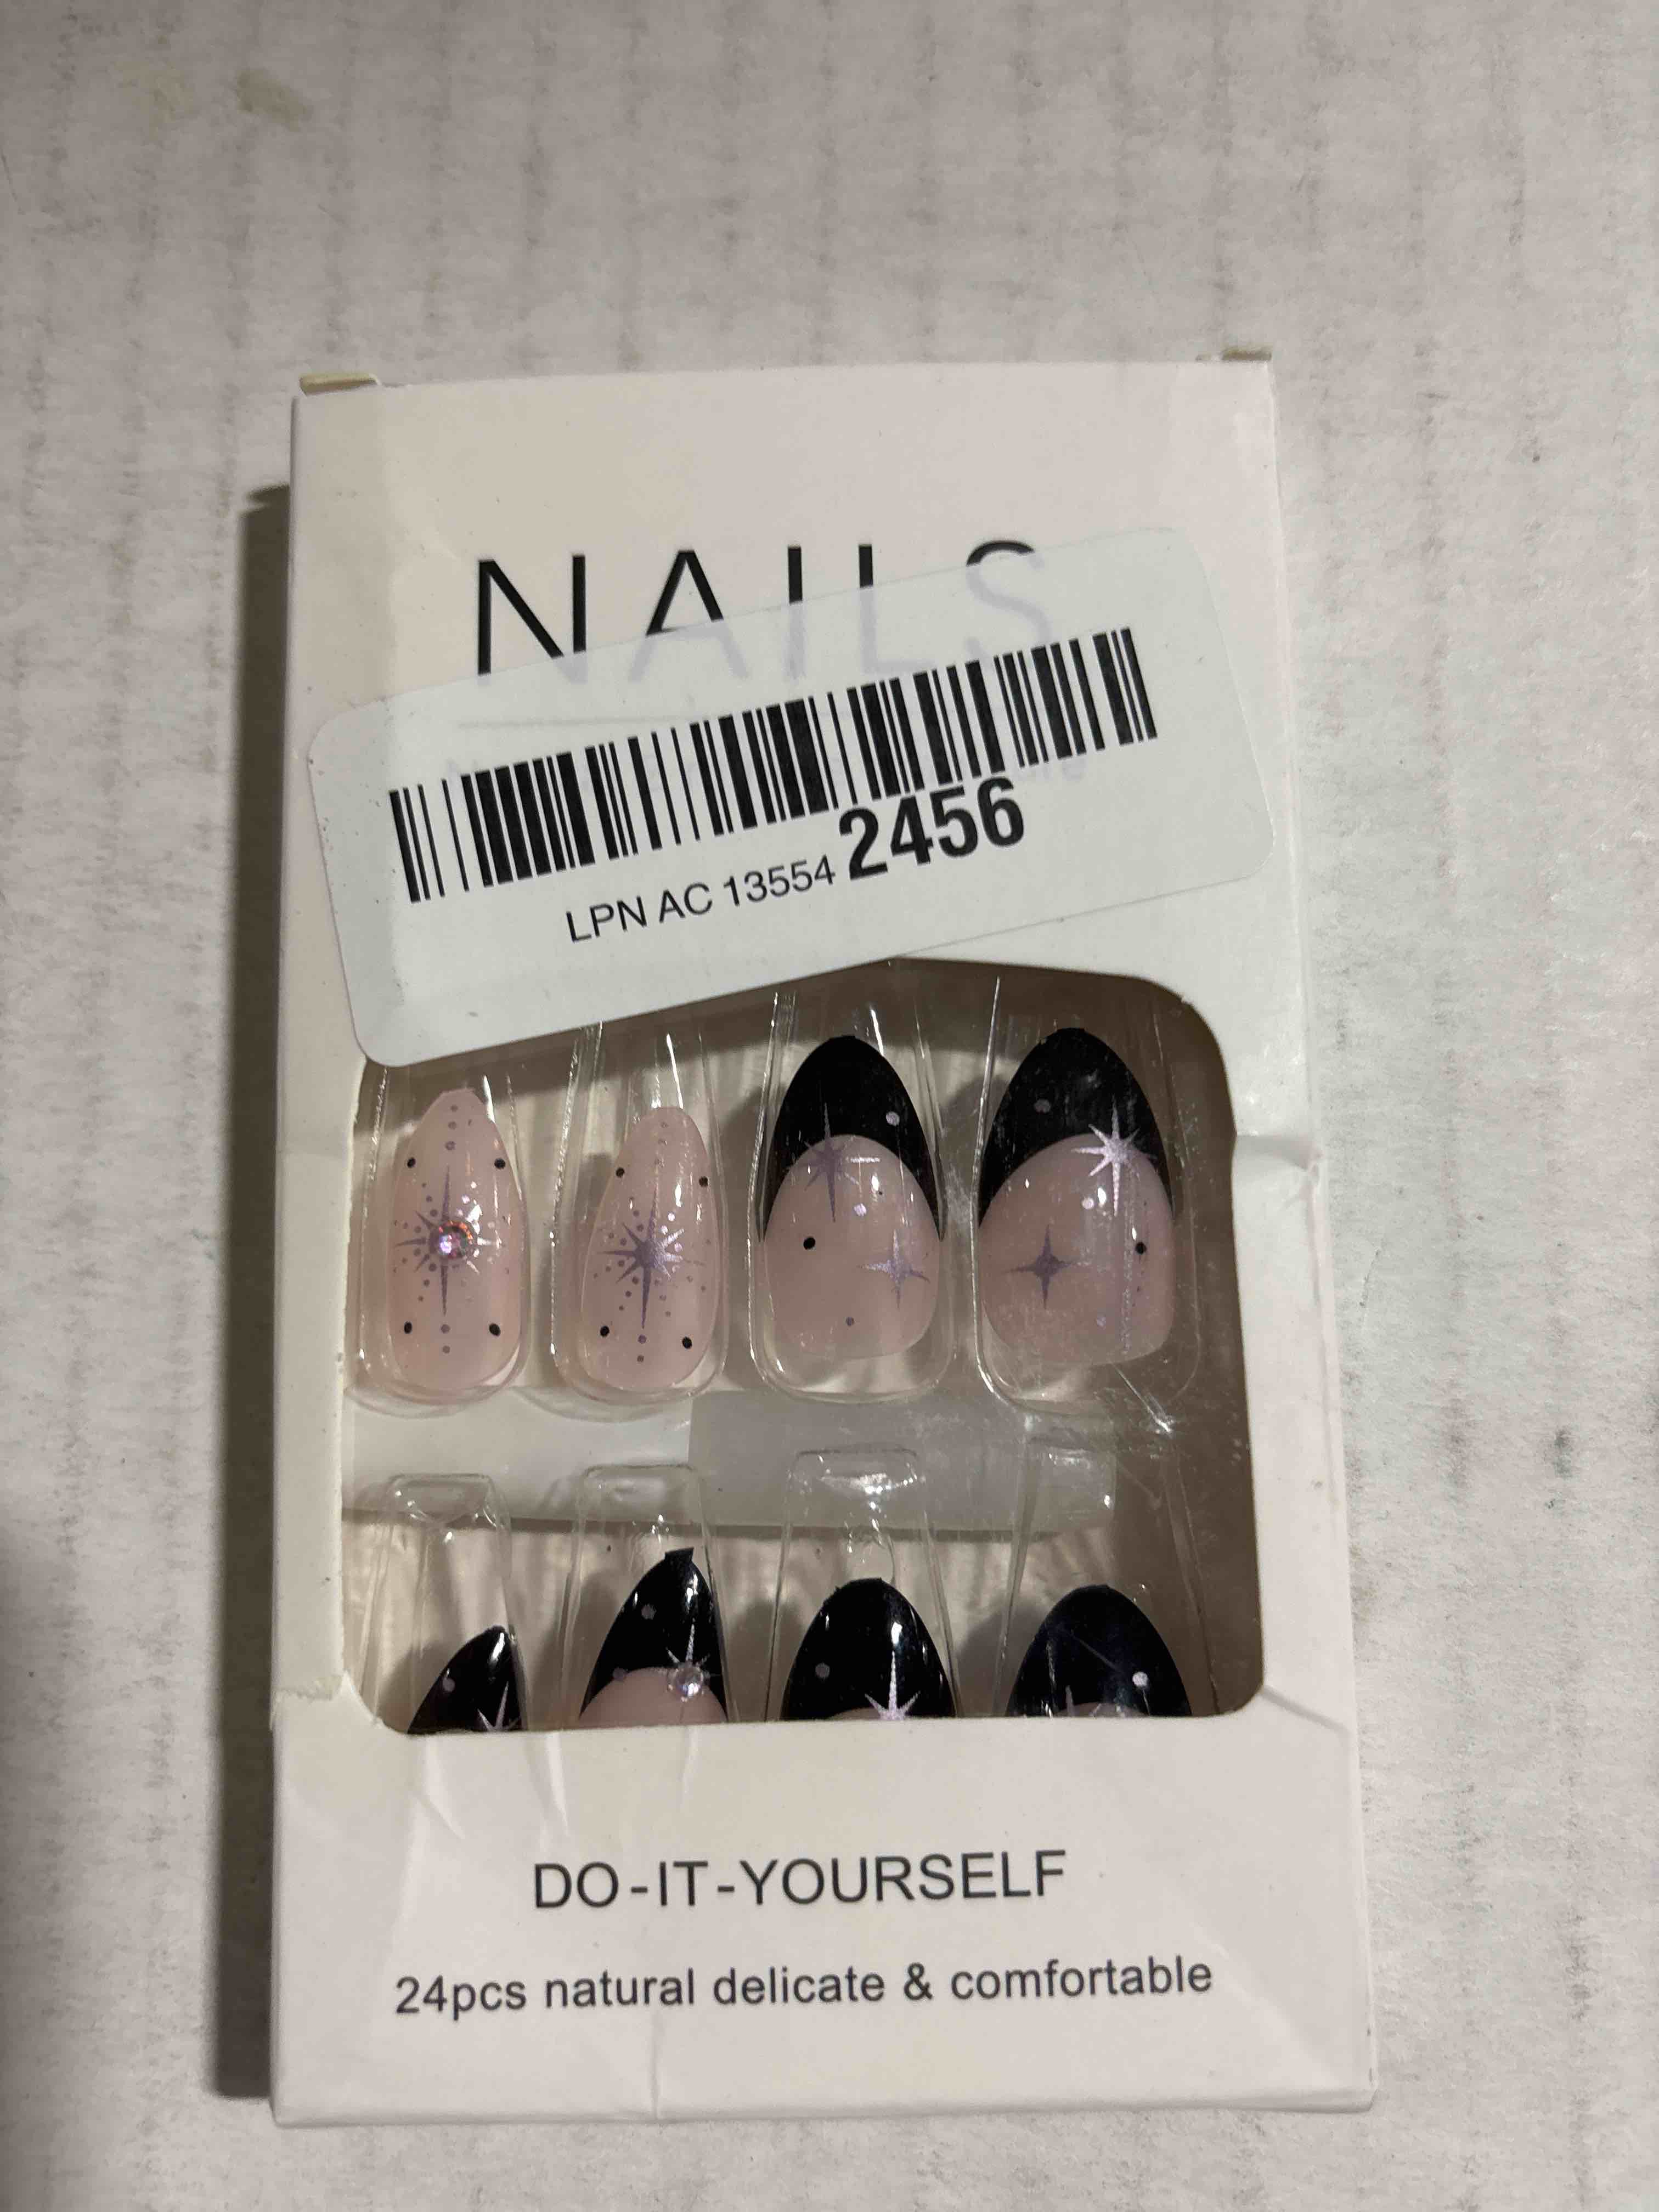 NAILS
LPN AC 13554 2456
DO-IT-YOURSELF
24pcs natural delicate & comfortable